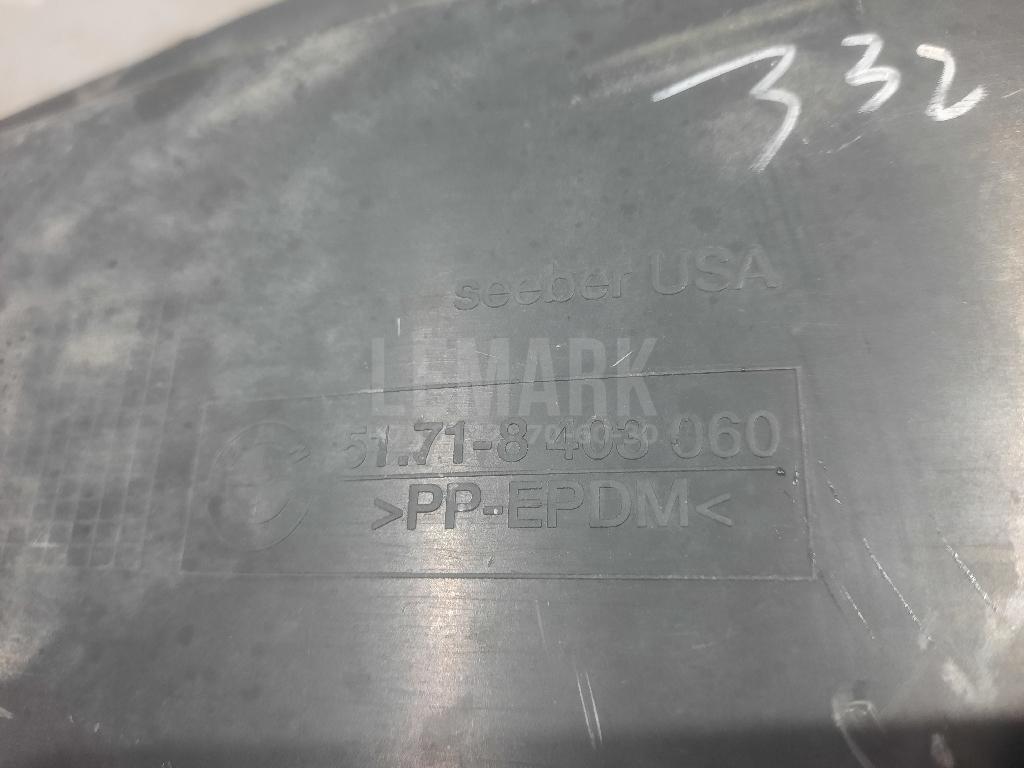 332
seeber USA
LEMARK
51.71-8 403 060
>PP-EPDM<